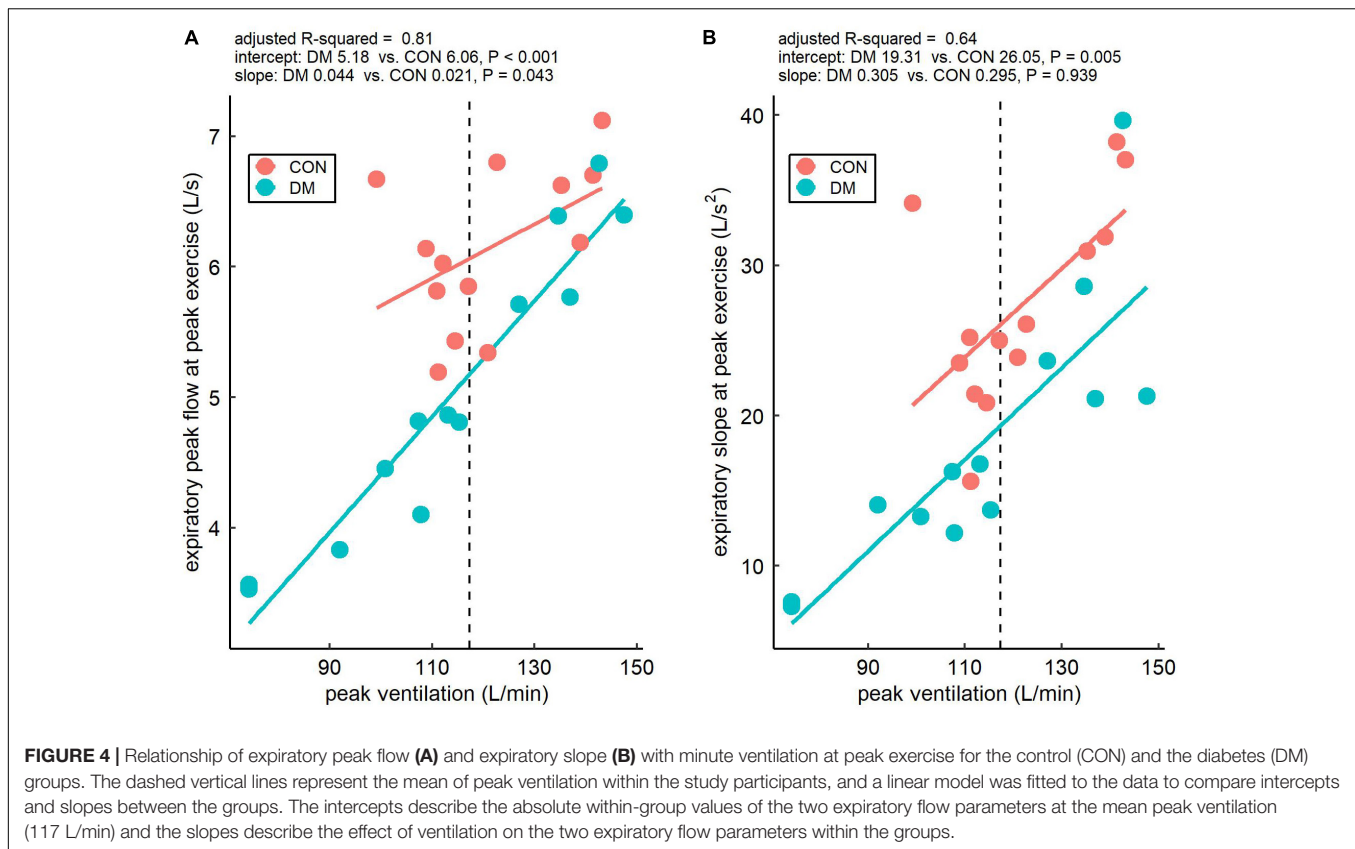 A
adjusted R-squared = 0.81
intercept: DM 5.18 vs. CON 6.06, P < 0.001
slope: DM 0.044 vs. CON 0.021, P = 0.043
expiratory peak flow at peak exercise (L/s)
7
6
5
4
CON
DM
90
110
130
150
peak ventilation (L/min)
B
adjusted R-squared = 0.64
intercept: DM 19.31 vs. CON 26.05, P = 0.005
slope: DM 0.305 vs. CON 0.295, P = 0.939
expiratory slope at peak exercise (L/s²)
40
30
20
10
CON
DM
90
110
130
150
peak ventilation (L/min)
FIGURE 4 | Relationship of expiratory peak flow (A) and expiratory slope (B) with minute ventilation at peak exercise for the control (CON) and the diabetes (DM)
groups. The dashed vertical lines represent the mean of peak ventilation within the study participants, and a linear model was fitted to the data to compare intercepts
and slopes between the groups. The intercepts describe the absolute within-group values of the two expiratory flow parameters at the mean peak ventilation
(117 L/min) and the slopes describe the effect of ventilation on the two expiratory flow parameters within the groups.